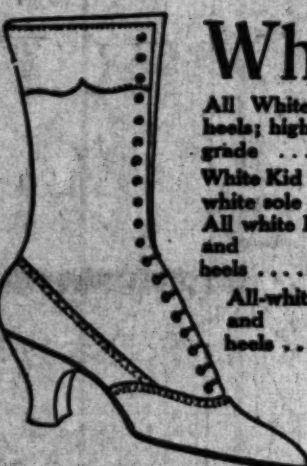 Wh
All White
heels; high
grade ...
White Kid
white sole
All white
and
heels ....
All-whit
and
heels ..